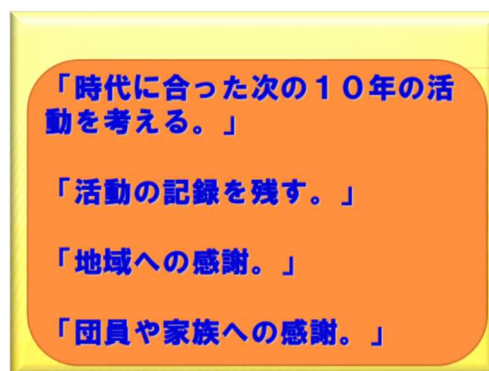 「時代に合った次の１０年の活
動を考える。」
「活動の記録を残す。」
「地域への感謝。」
「団員や家族への感謝。」